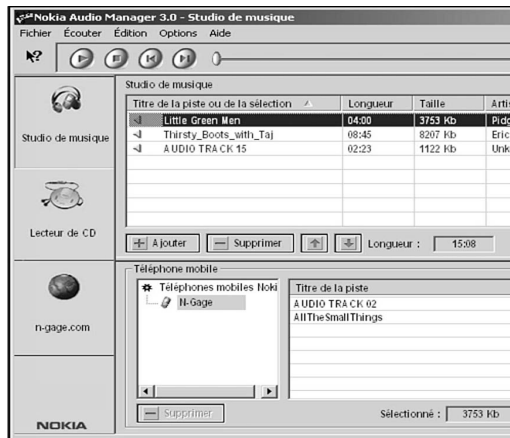 Nokia Audio Manager 3.0 - Studio de musique
Fichier Écouter Édition Options Aide
Studio de musique
Titre de la piste ou de la sélection Longueur Taille Artis
Little Green Men 04:00 3753 Kb Pidg
Thirsty_Boots_with_Taj 08:45 8207 Kb Eric
AUDIO TRACK 15 02:23 1122 Kb Unk
Studio de musique
Lecteur de CD
Ajouter Supprimer Longueur : 15:08
Téléphone mobile
Téléphones mobiles Noki
N-Gage
Titre de la piste
AUDIO TRACK 02
AllTheSmallThings
n-gage.com
Supprimer Sélectionné : 3753 Kb
NOKIA